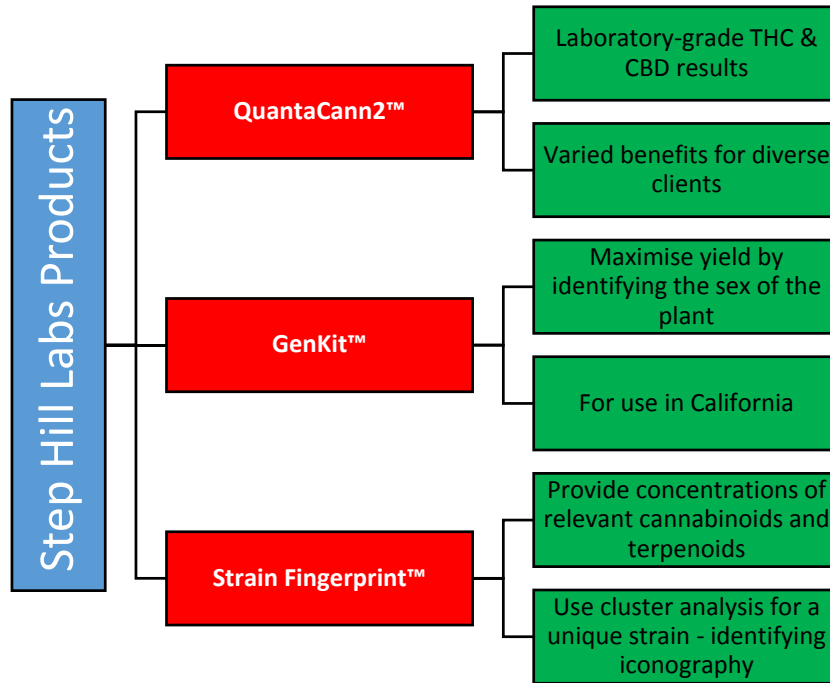 Step Hill Labs Products
QuantaCann2™
Laboratory-grade THC &
CBD results
Varied benefits for diverse
clients
GenKit™
Maximise yield by
identifying the sex of the
plant
For use in California
Strain Fingerprint™
Provide concentrations of
relevant cannabinoids and
terpenoids
Use cluster analysis for a
unique strain - identifying
iconography